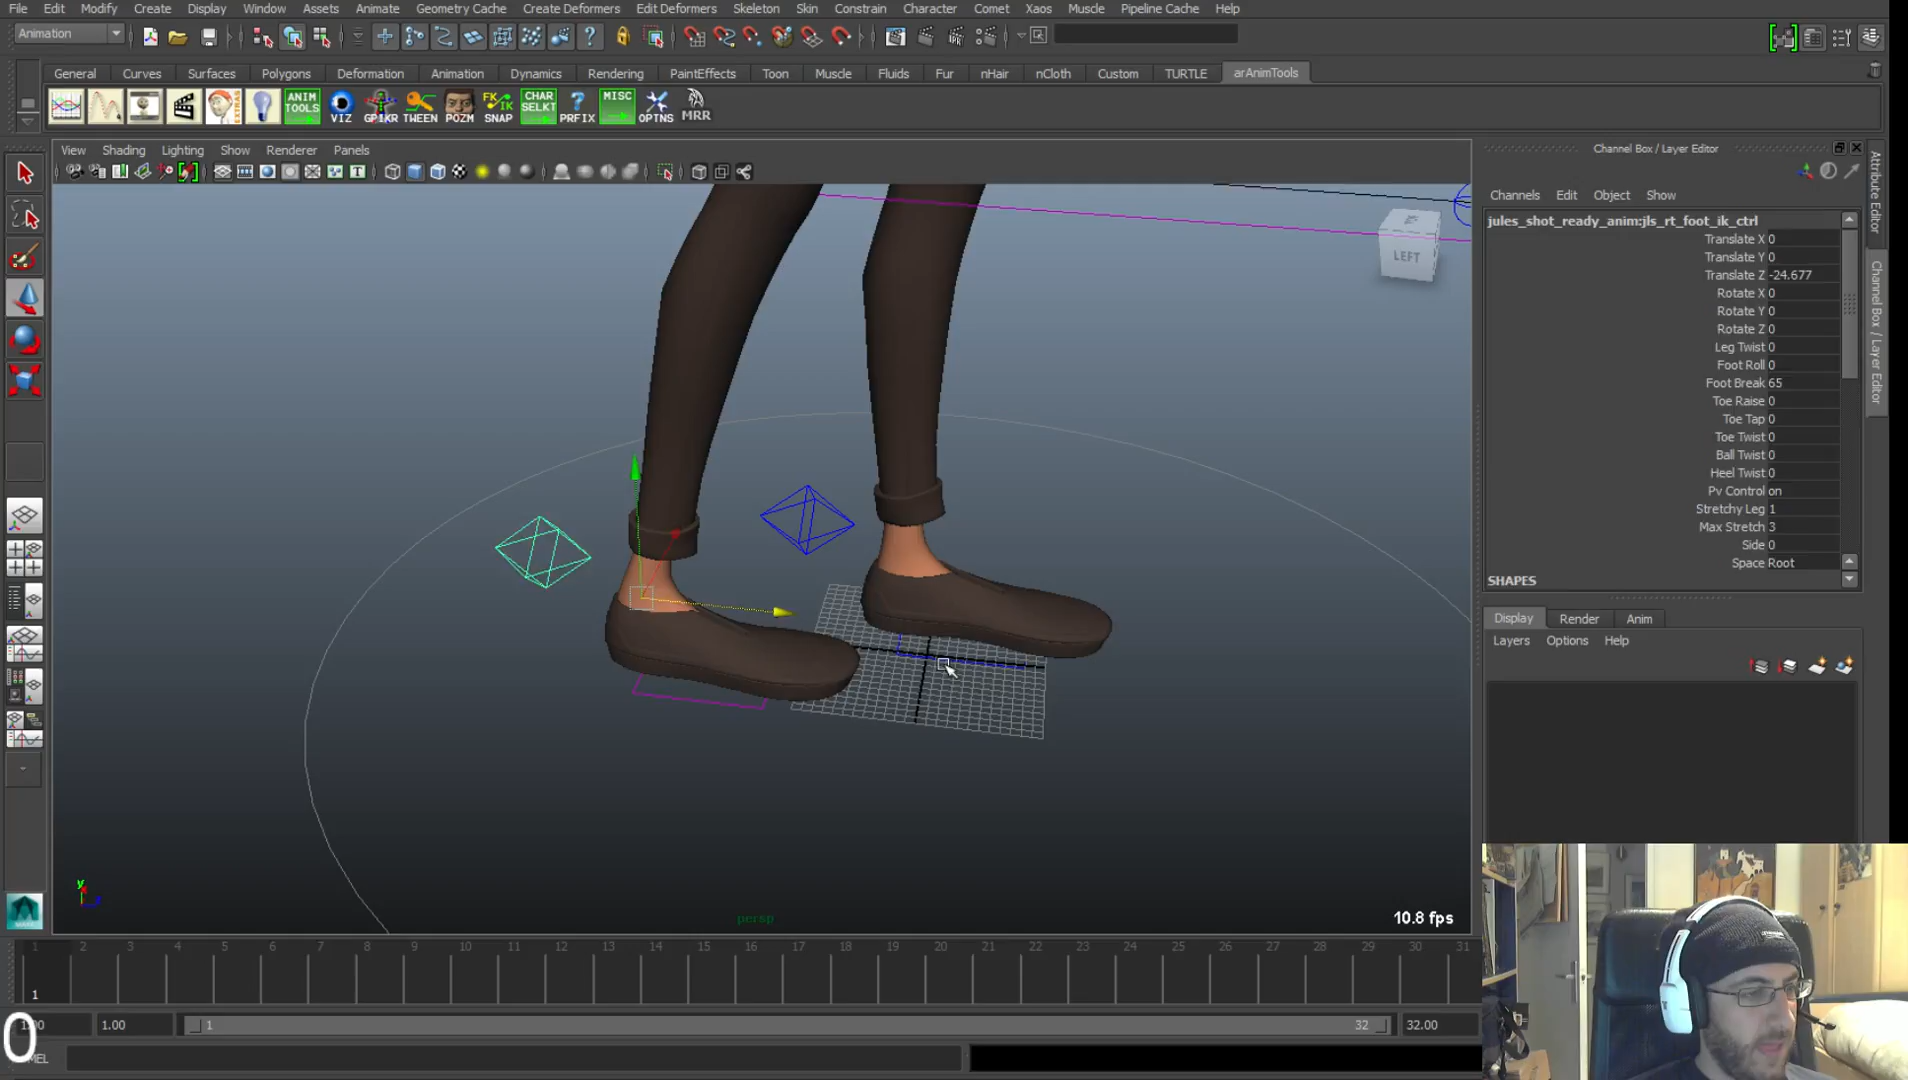 File Edit Modify Create Display Window Assets Animate Geometry Cache Create Deformers Edit Deformers Skeleton Skin Constrain Character Comet Xaos Muscle Pipeline Cache Help
Animation
General Curves Surfaces Polygons Deformation Animation Dynamics Rendering PaintEffects Toon Muscle Fluids Fur nHair nCloth Custom TURTLE arAnimTools
ANIM TOOLS VIZ GPIKR TWEEN POZM FK/IK SNAP CHAR SELKT PRFIX MISC OPTNS MRR
View Shading Lighting Show Renderer Panels
LEFT
persp
10.8 fps
y
Channel Box / Layer Editor
Channels Edit Object Show
jules_shot_ready_anim:jls_rt_foot_ik_ctrl
Translate X 0
Translate Y 0
Translate Z -24.677
Rotate X 0
Rotate Y 0
Rotate Z 0
Leg Twist 0
Foot Roll 0
Foot Break 65
Toe Raise 0
Toe Tap 0
Toe Twist 0
Ball Twist 0
Heel Twist 0
Pv Control on
Stretchy Leg 1
Max Stretch 3
Side 0
Space Root
SHAPES
Display Render Anim
Layers Options Help
Attribute Editor
Channel Box / Layer Editor
1 2 3 4 5 6 7 8 9 10 11 12 13 14 15 16 17 18 19 20 21 22 23 24 25 26 27 28 29 30 31
1
1.00 1 32 32.00
0